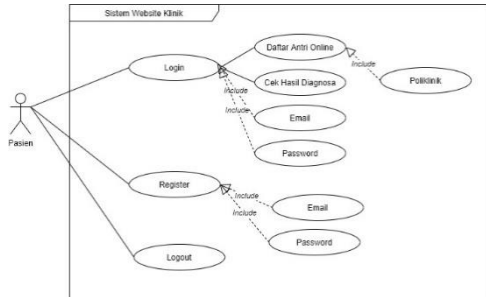 Sistem Website Klinik
Daftar Antri Online
Include
Login
Poliklinik
Cek Hasil Diagnosa
Include
Email
Include
Password
Pasien
Register
Include
Email
Include
Password
Logout